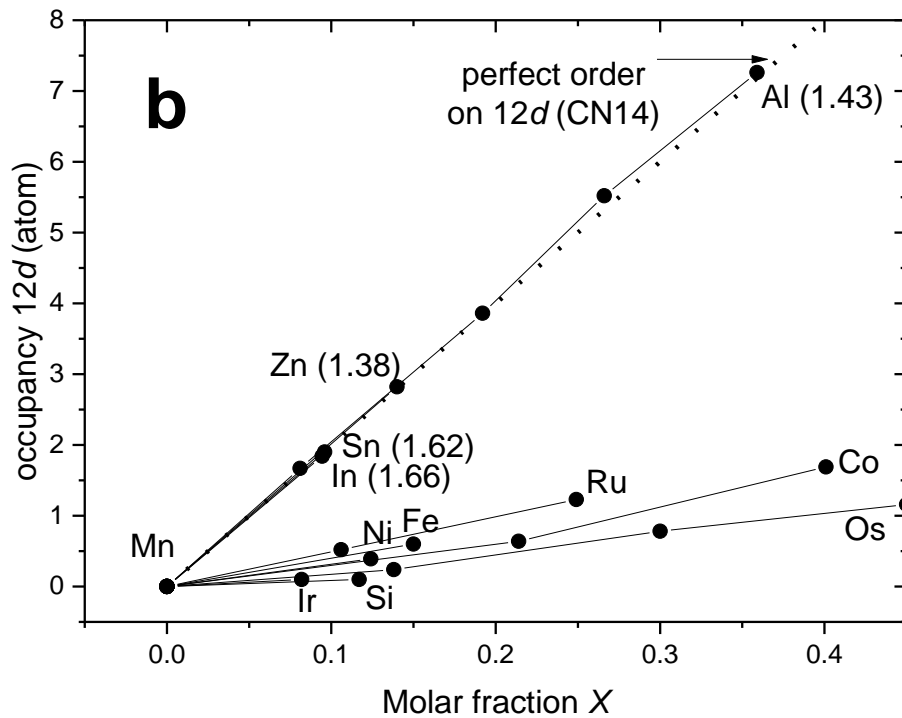 8
7
6
5
4
3
2
1
0
occupancy 12d (atom)
b
perfect order
on 12d (CN14)
Al (1.43)
Zn (1.38)
Sn (1.62)
In (1.66)
Mn
Ru
Co
Ni
Fe
Os
Ir
Si
0.0
0.1
0.2
0.3
0.4
Molar fraction X